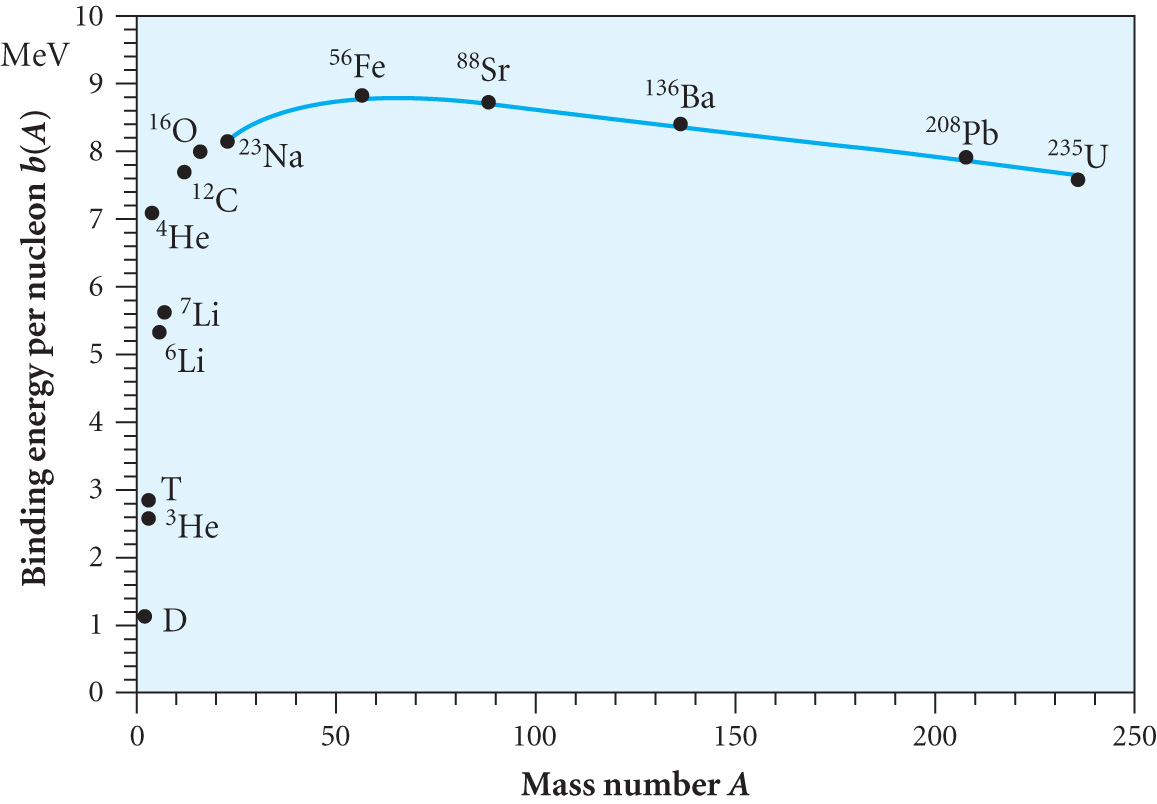 10
MeV
9
8
7
6
5
4
3
2
1
0
Binding energy per nucleon b(A)
⁵⁶Fe
⁸⁸Sr
¹³⁶Ba
¹⁶O
²³Na
²⁰⁸Pb
²³⁵U
¹²C
⁴He
⁷Li
⁶Li
T
³He
D
0 50 100 150 200 250
Mass number A